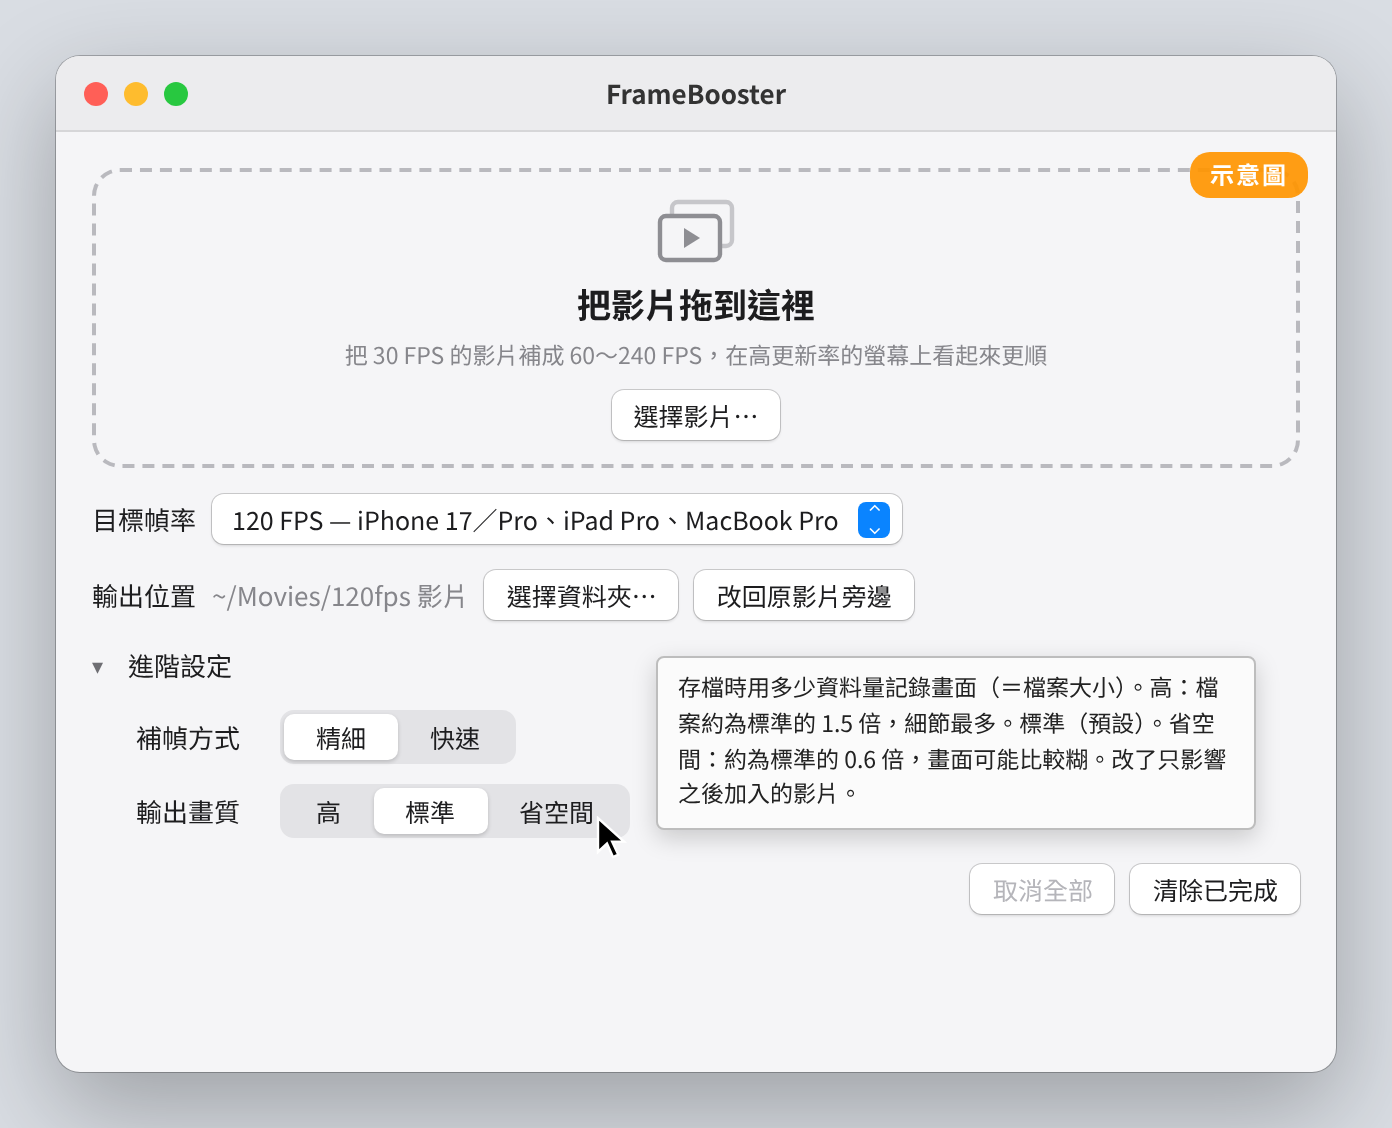 FrameBooster
示意圖
把影片拖到這裡
把 30 FPS 的影片補成 60～240 FPS，在高更新率的螢幕上看起來更順
選擇影片⋯
目標幀率 120 FPS — iPhone 17／Pro、iPad Pro、MacBook Pro
輸出位置 ~/Movies/120fps 影片 選擇資料夾⋯ 改回原影片旁邊
▼ 進階設定
補幀方式 精細 快速
輸出畫質 高 標準 省空間
存檔時用多少資料量記錄畫面（＝檔案大小）。高：檔
案約為標準的 1.5 倍，細節最多。標準（預設）。省空
間：約為標準的 0.6 倍，畫面可能比較糊。改了只影響
之後加入的影片。
取消全部 清除已完成